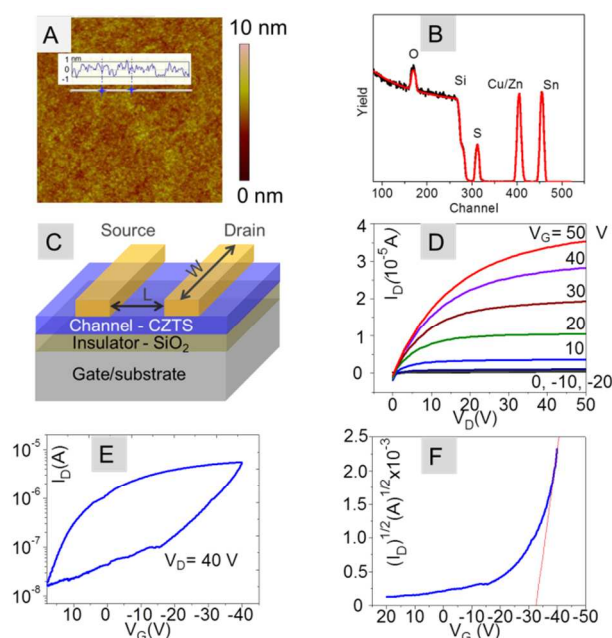 A
1 nm
0
-1
10 nm
0 nm
B
Yield
O
Si
S
Cu/Zn
Sn
100 200 300 400 500
Channel
C
Source
Drain
W
L
Channel - CZTS
Insulator - SiO2
Gate/substrate
D
I_D(10^-5 A)
4
3
2
1
0
V_G= 50 V
40
30
20
10
0, -10, -20
0 10 20 30 40 50
V_D(V)
E
I_D(A)
10^-5
10^-6
10^-7
10^-8
V_D= 40 V
10 0 -10 -20 -30 -40
V_G(V)
F
(I_D)^1/2(A)^1/2x10^-3
2.5
2.0
1.5
1.0
0.5
0
20 10 0 -10 -20 -30 -40
V_G(V)